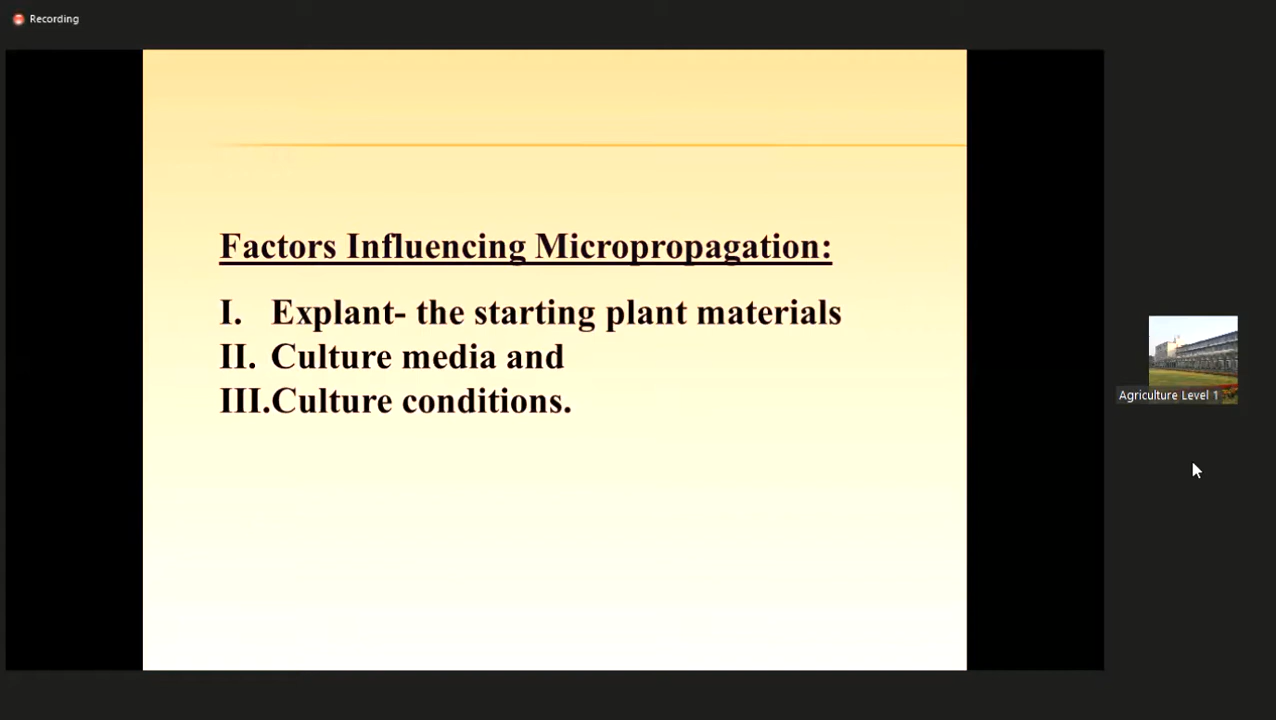 Recording
Factors Influencing Micropropagation:
I. Explant- the starting plant materials
II. Culture media and
III.Culture conditions.
Agriculture Level 1